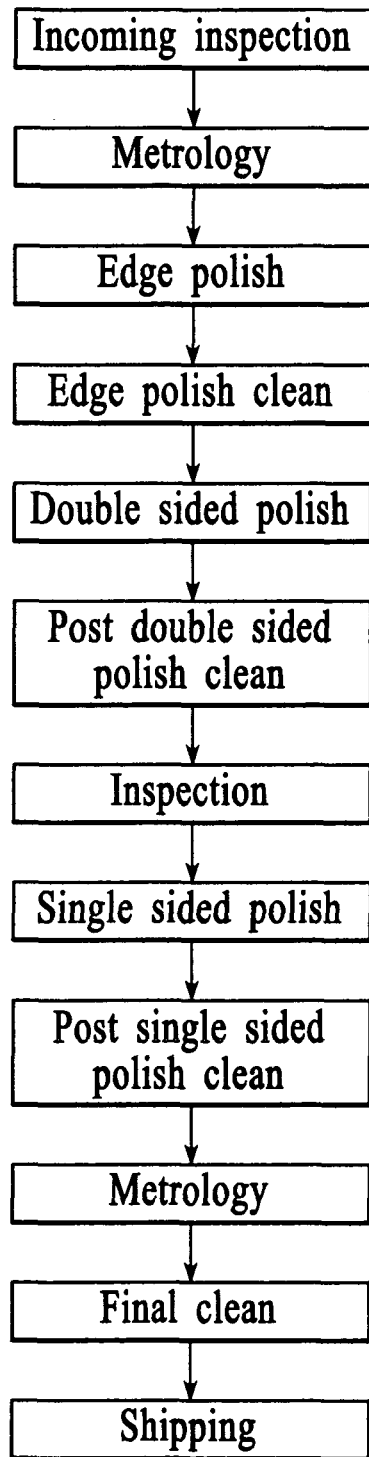 Incoming inspection
Metrology
Edge polish
Edge polish clean
Double sided polish
Post double sided
polish clean
Inspection
Single sided polish
Post single sided
polish clean
Metrology
Final clean
Shipping